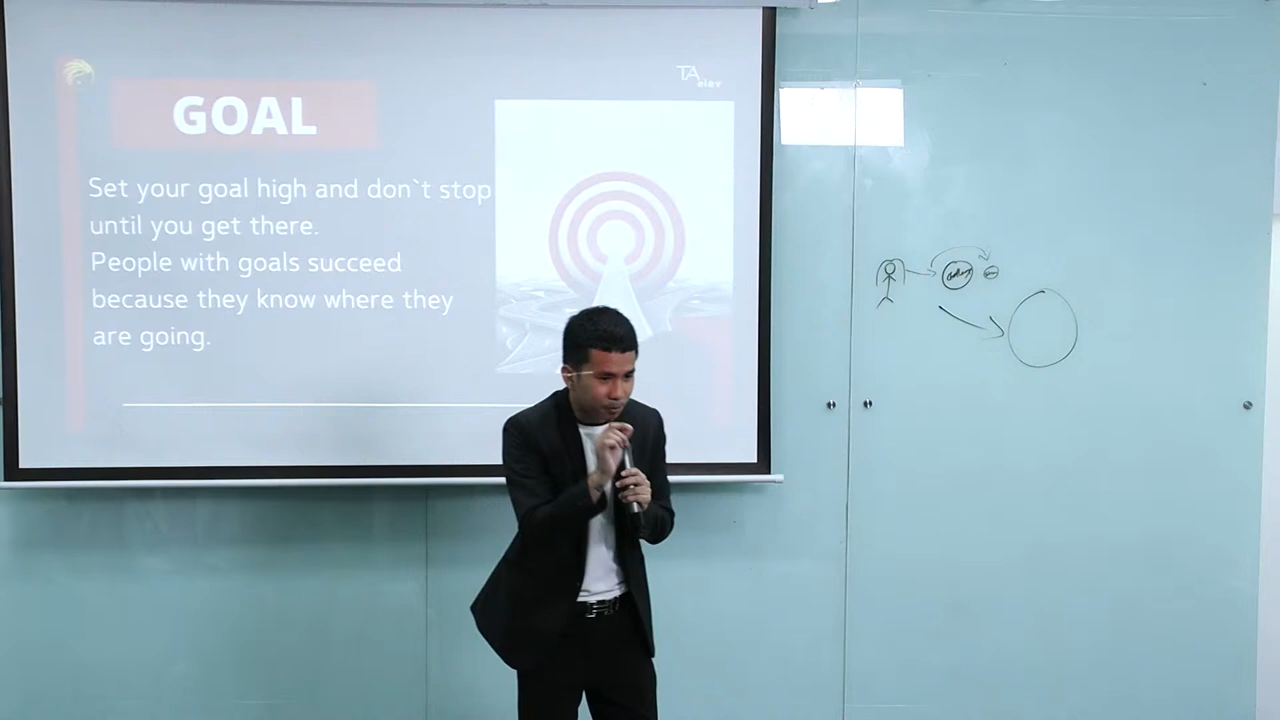 TA
GOAL
Set your goal high and don`t stop
until you get there.
People with goals succeed
because they know where they
are going.